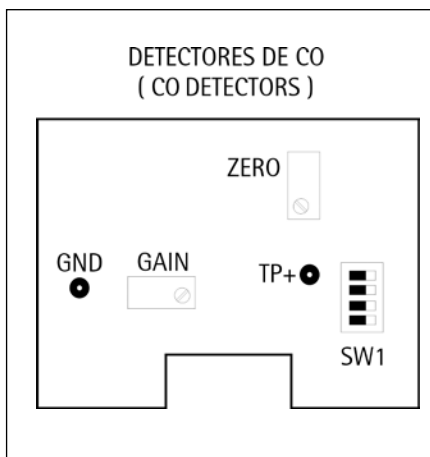 DETECTORES DE CO
( CO DETECTORS )
ZERO
GND
GAIN
TP+
SW1